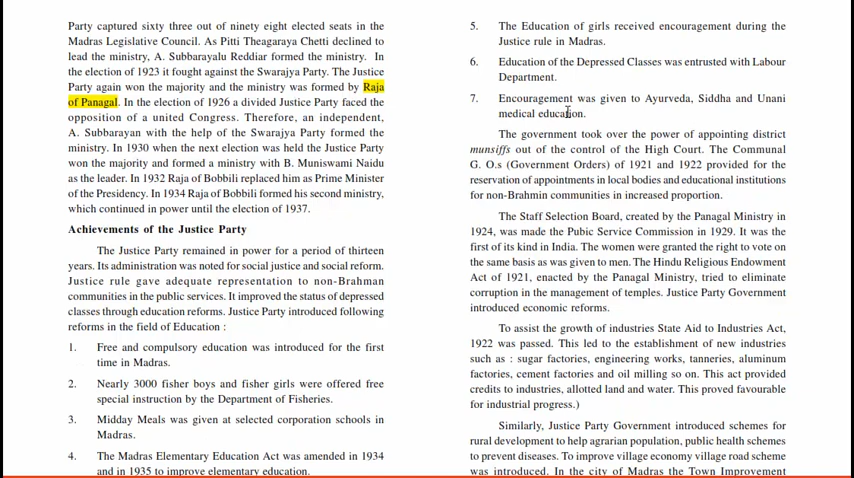 Party captured sixty three out of ninety eight elected seats in the
Madras Legislative Council. As Pitti Theagaraya Chetti declined to
lead the ministry, A. Subbarayalu Reddiar formed the ministry. In
the election of 1923 it fought against the Swarajya Party. The Justice
Party again won the majority and the ministry was formed by Raja
of Panagal. In the election of 1926 a divided Justice Party faced the
opposition of a united Congress. Therefore, an independent,
A. Subbarayan with the help of the Swarajya Party formed the
ministry. In 1930 when the next election was held the Justice Party
won the majority and formed a ministry with B. Muniswami Naidu
as the leader. In 1932 Raja of Bobbili replaced him as Prime Minister
of the Presidency. In 1934 Raja of Bobbili formed his second ministry,
which continued in power until the election of 1937.
Achievements of the Justice Party
The Justice Party remained in power for a period of thirteen
years. Its administration was noted for social justice and social reform.
Justice rule gave adequate representation to non-Brahman
communities in the public services. It improved the status of depressed
classes through education reforms. Justice Party introduced following
reforms in the field of Education :
1. Free and compulsory education was introduced for the first
time in Madras.
2. Nearly 3000 fisher boys and fisher girls were offered free
special instruction by the Department of Fisheries.
3. Midday Meals was given at selected corporation schools in
Madras.
4. The Madras Elementary Education Act was amended in 1934
and in 1935 to improve elementary education.
5. The Education of girls received encouragement during the
Justice rule in Madras.
6. Education of the Depressed Classes was entrusted with Labour
Department.
7. Encouragement was given to Ayurveda, Siddha and Unani
medical education.
The government took over the power of appointing district
munsiffs out of the control of the High Court. The Communal
G. O.s (Government Orders) of 1921 and 1922 provided for the
reservation of appointments in local bodies and educational institutions
for non-Brahmin communities in increased proportion.
The Staff Selection Board, created by the Panagal Ministry in
1924, was made the Pubic Service Commission in 1929. It was the
first of its kind in India. The women were granted the right to vote on
the same basis as was given to men. The Hindu Religious Endowment
Act of 1921, enacted by the Panagal Ministry, tried to eliminate
corruption in the management of temples. Justice Party Government
introduced economic reforms.
To assist the growth of industries State Aid to Industries Act,
1922 was passed. This led to the establishment of new industries
such as : sugar factories, engineering works, tanneries, aluminum
factories, cement factories and oil milling so on. This act provided
credits to industries, allotted land and water. This proved favourable
for industrial progress.)
Similarly, Justice Party Government introduced schemes for
rural development to help agrarian population, public health schemes
to prevent diseases. To improve village economy village road scheme
was introduced. In the city of Madras the Town Improvement